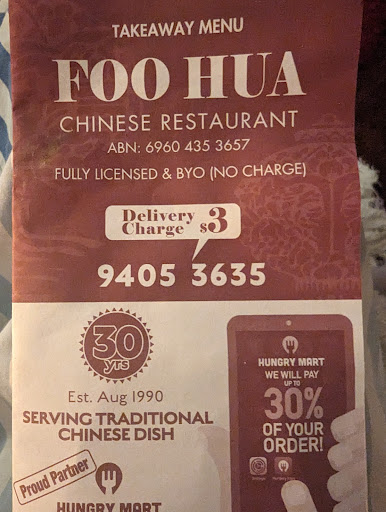 TAKEAWAY MENU
FOO HUA
CHINESE RESTAURANT
ABN: 6960 435 3657
FULLY LICENSED & BYO (NO CHARGE)
Delivery
Charge $3
9405 3635
30
yrs
Est. Aug 1990
SERVING TRADITIONAL
CHINESE DISH
Proud Partner
HUNGRY MART
HUNGRY MART
WE WILL PAY
UP TO
30%
OF YOUR
ORDER!